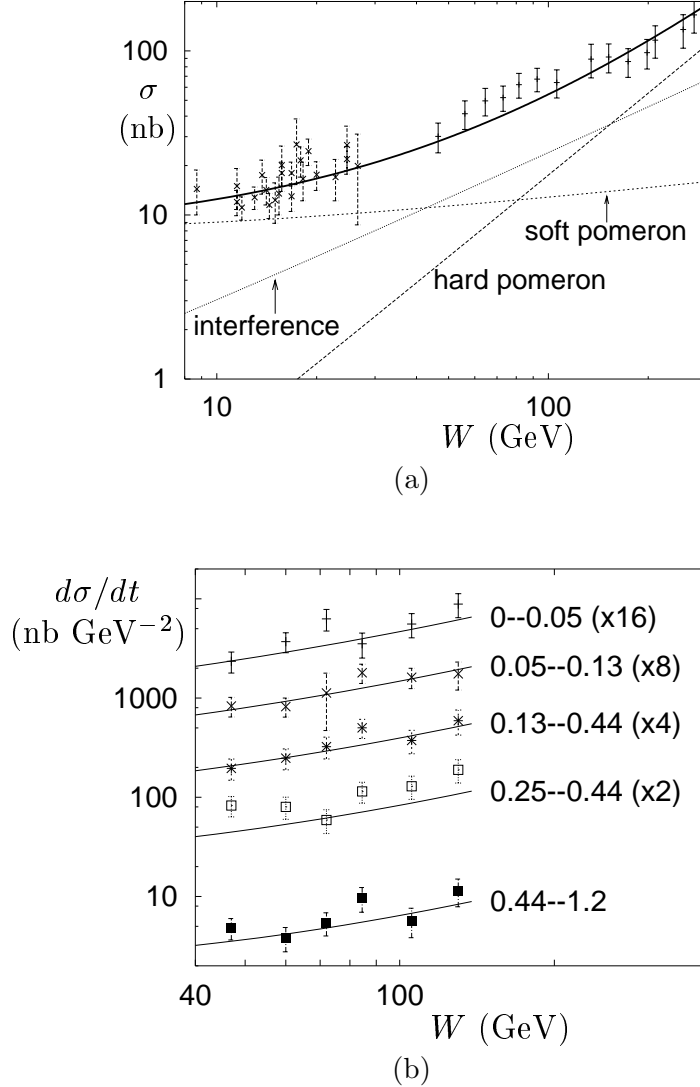 100
σ
(nb)
10
soft pomeron
hard pomeron
interference
1
10
100
W (GeV)
(a)
dσ/dt
(nb GeV⁻²)
0--0.05 (x16)
0.05--0.13 (x8)
1000
0.13--0.44 (x4)
100
0.25--0.44 (x2)
10
0.44--1.2
40
100
W (GeV)
(b)